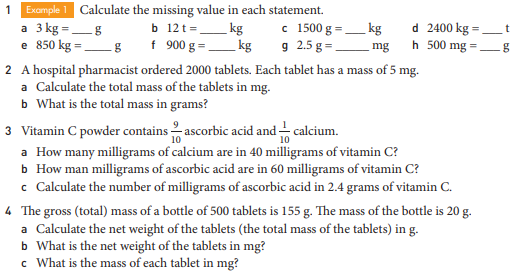 1 Example 1 Calculate the missing value in each statement.
a 3 kg = ___ g b 12 t = ___ kg c 1500 g = ___ kg d 2400 kg = ___ t
e 850 kg = ___ g f 900 g = ___ kg g 2.5 g = ___ mg h 500 mg = ___ g
2 A hospital pharmacist ordered 2000 tablets. Each tablet has a mass of 5 mg.
a Calculate the total mass of the tablets in mg.
b What is the total mass in grams?
3 Vitamin C powder contains 9/10 ascorbic acid and 1/10 calcium.
a How many milligrams of calcium are in 40 milligrams of vitamin C?
b How man milligrams of ascorbic acid are in 60 milligrams of vitamin C?
c Calculate the number of milligrams of ascorbic acid in 2.4 grams of vitamin C.
4 The gross (total) mass of a bottle of 500 tablets is 155 g. The mass of the bottle is 20 g.
a Calculate the net weight of the tablets (the total mass of the tablets) in g.
b What is the net weight of the tablets in mg?
c What is the mass of each tablet in mg?